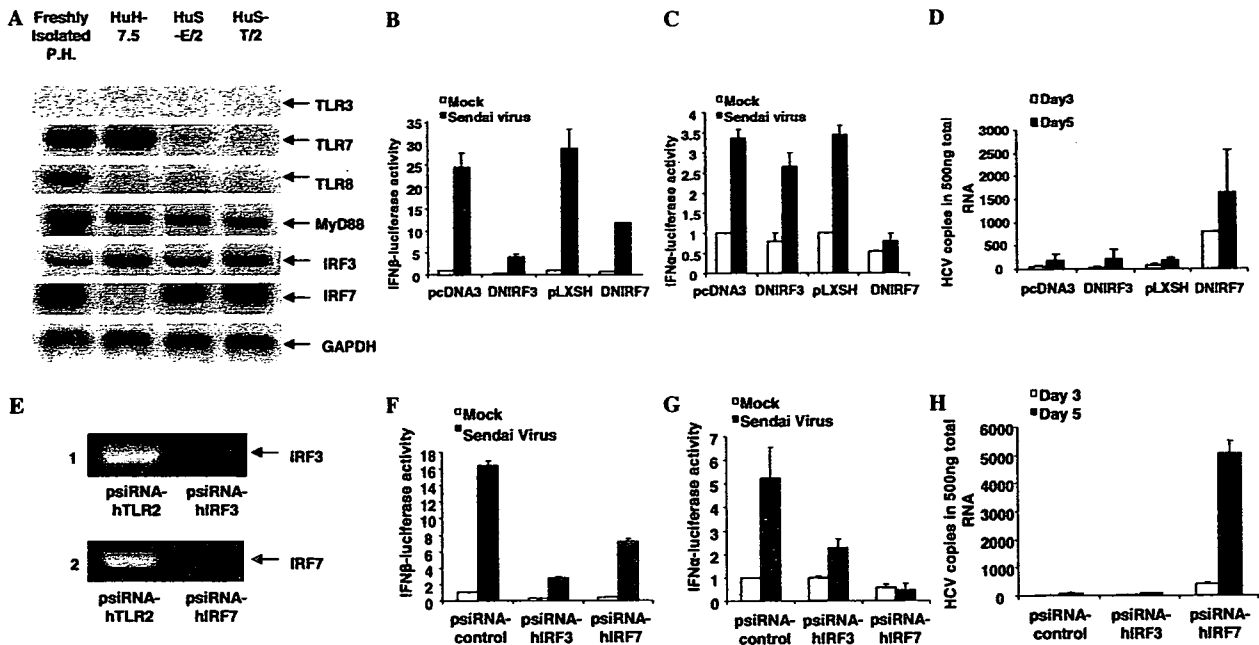 A
Freshly Isolated P.H.
HuH-7.5
HuS-E/2
HuS-T/2
TLR3
TLR7
TLR8
MyD88
IRF3
IRF7
GAPDH
B
Mock
Sendai virus
IFNβ-luciferase activity
35
30
25
20
15
10
5
0
pcDNA3 DNIRF3 pLXSH DNIRF7
C
Mock
Sendai virus
IFNα-luciferase activity
4
3.5
3
2.5
2
1.5
1
0.5
0
pcDNA3 DNIRF3 pLXSH DNIRF7
D
Day3
Day5
HCV copies in 500ng total RNA
3000
2500
2000
1500
1000
500
0
pcDNA3 DNIRF3 pLXSH DNIRF7
E
1
IRF3
psiRNA-hTLR2
psiRNA-hIRF3
2
IRF7
psiRNA-hTLR2
psiRNA-hIRF7
F
Mock
Sendai Virus
IFNβ-luciferase activity
18
16
14
12
10
8
6
4
2
0
psiRNA-control
psiRNA-hIRF3
psiRNA-hIRF7
G
Mock
Sendai Virus
IFNα-luciferase activity
7
6
5
4
3
2
1
0
psiRNA-control
psiRNA-hIRF3
psiRNA-hIRF7
H
Day 3
Day 5
HCV copies in 500ng total RNA
6000
5000
4000
3000
2000
1000
0
psiRNA-control
psiRNA-hIRF3
psiRNA-hIRF7